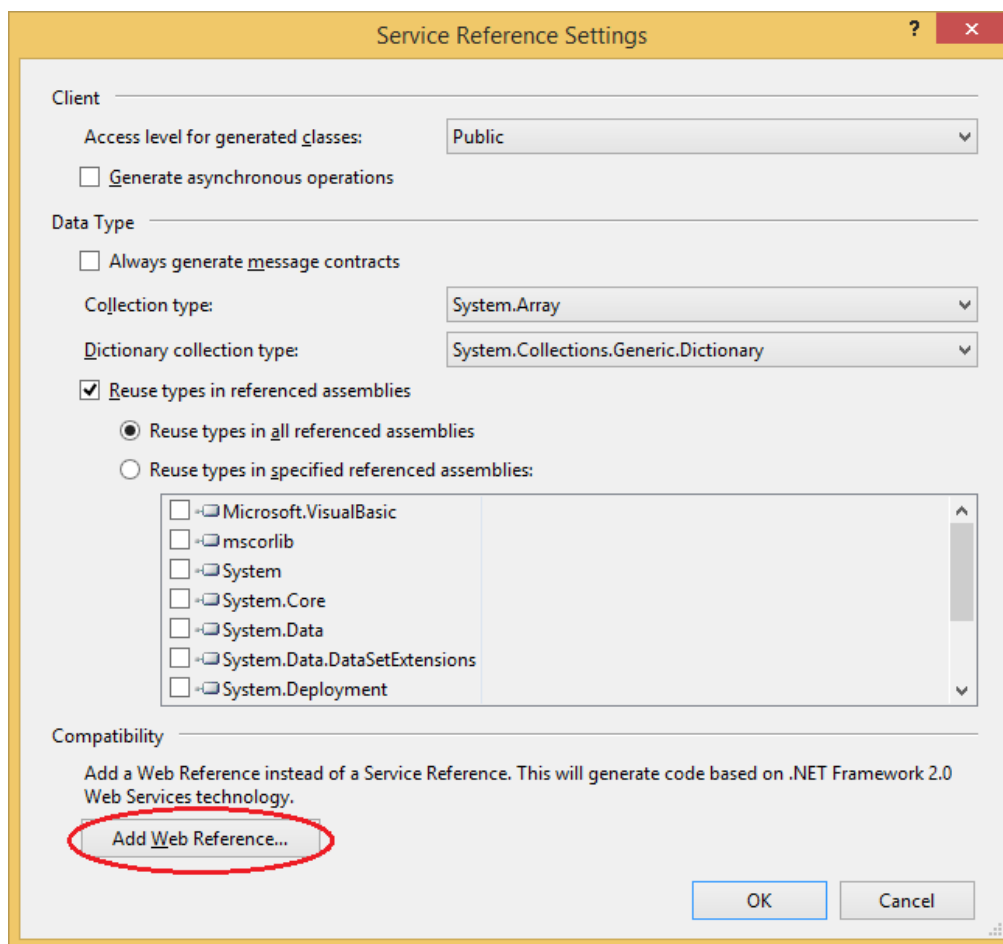 Service Reference Settings
?
Client
Access level for generated classes:
Public
Generate asynchronous operations
Data Type
Always generate message contracts
Collection type:
System.Array
Dictionary collection type:
System.Collections.Generic.Dictionary
Reuse types in referenced assemblies
Reuse types in all referenced assemblies
Reuse types in specified referenced assemblies:
Microsoft.VisualBasic
mscorlib
System
System.Core
System.Data
System.Data.DataSetExtensions
System.Deployment
Compatibility
Add a Web Reference instead of a Service Reference. This will generate code based on .NET Framework 2.0
Web Services technology.
Add Web Reference...
OK
Cancel